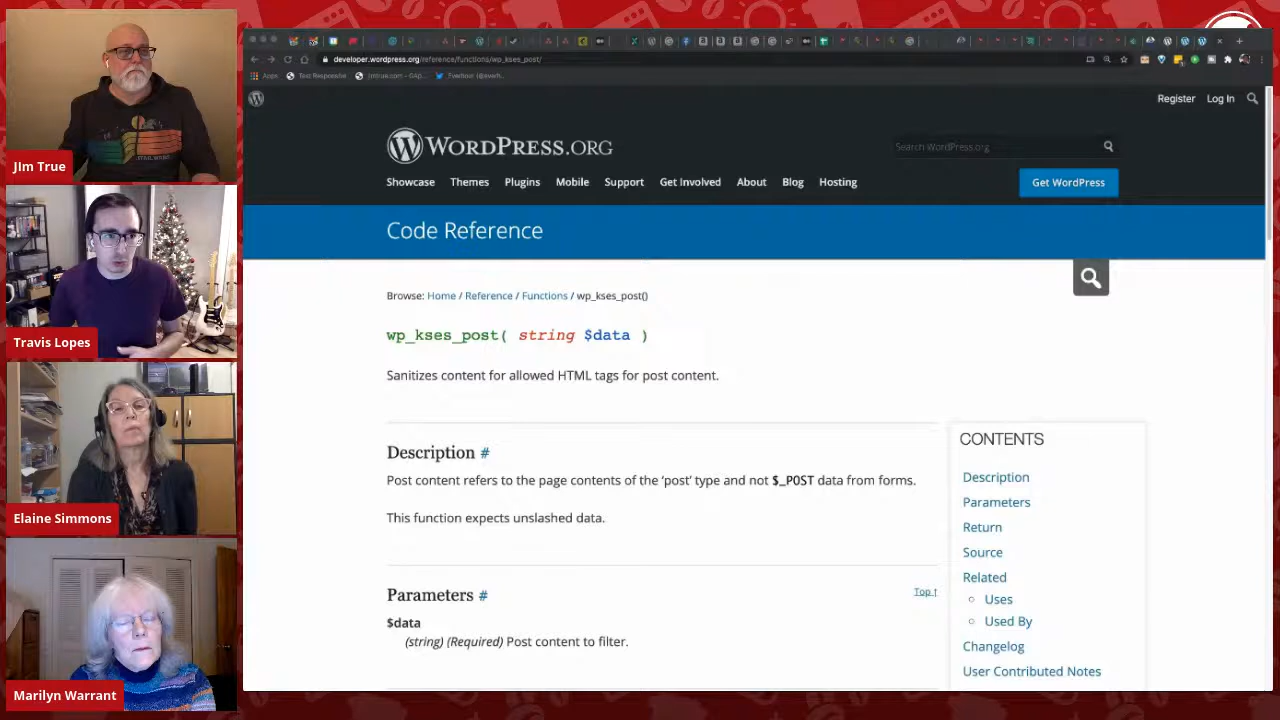 JIm True
Travis Lopes
Elaine Simmons
Marilyn Warrant
developer.wordpress.org/reference/functions/wp_kses_post/
Apps
Test Responsive
Register
Log In
WORDPRESS.ORG
Search WordPress.org
Showcase
Themes
Plugins
Mobile
Support
Get Involved
About
Blog
Hosting
Get WordPress
Code Reference
Browse: Home / Reference / Functions / wp_kses_post()
wp_kses_post( string $data )
Sanitizes content for allowed HTML tags for post content.
Description #
Post content refers to the page contents of the ‘post’ type and not $_POST data from forms.
This function expects unslashed data.
Parameters #
Top ↑
$data
(string) (Required) Post content to filter.
CONTENTS
Description
Parameters
Return
Source
Related
Uses
Used By
Changelog
User Contributed Notes